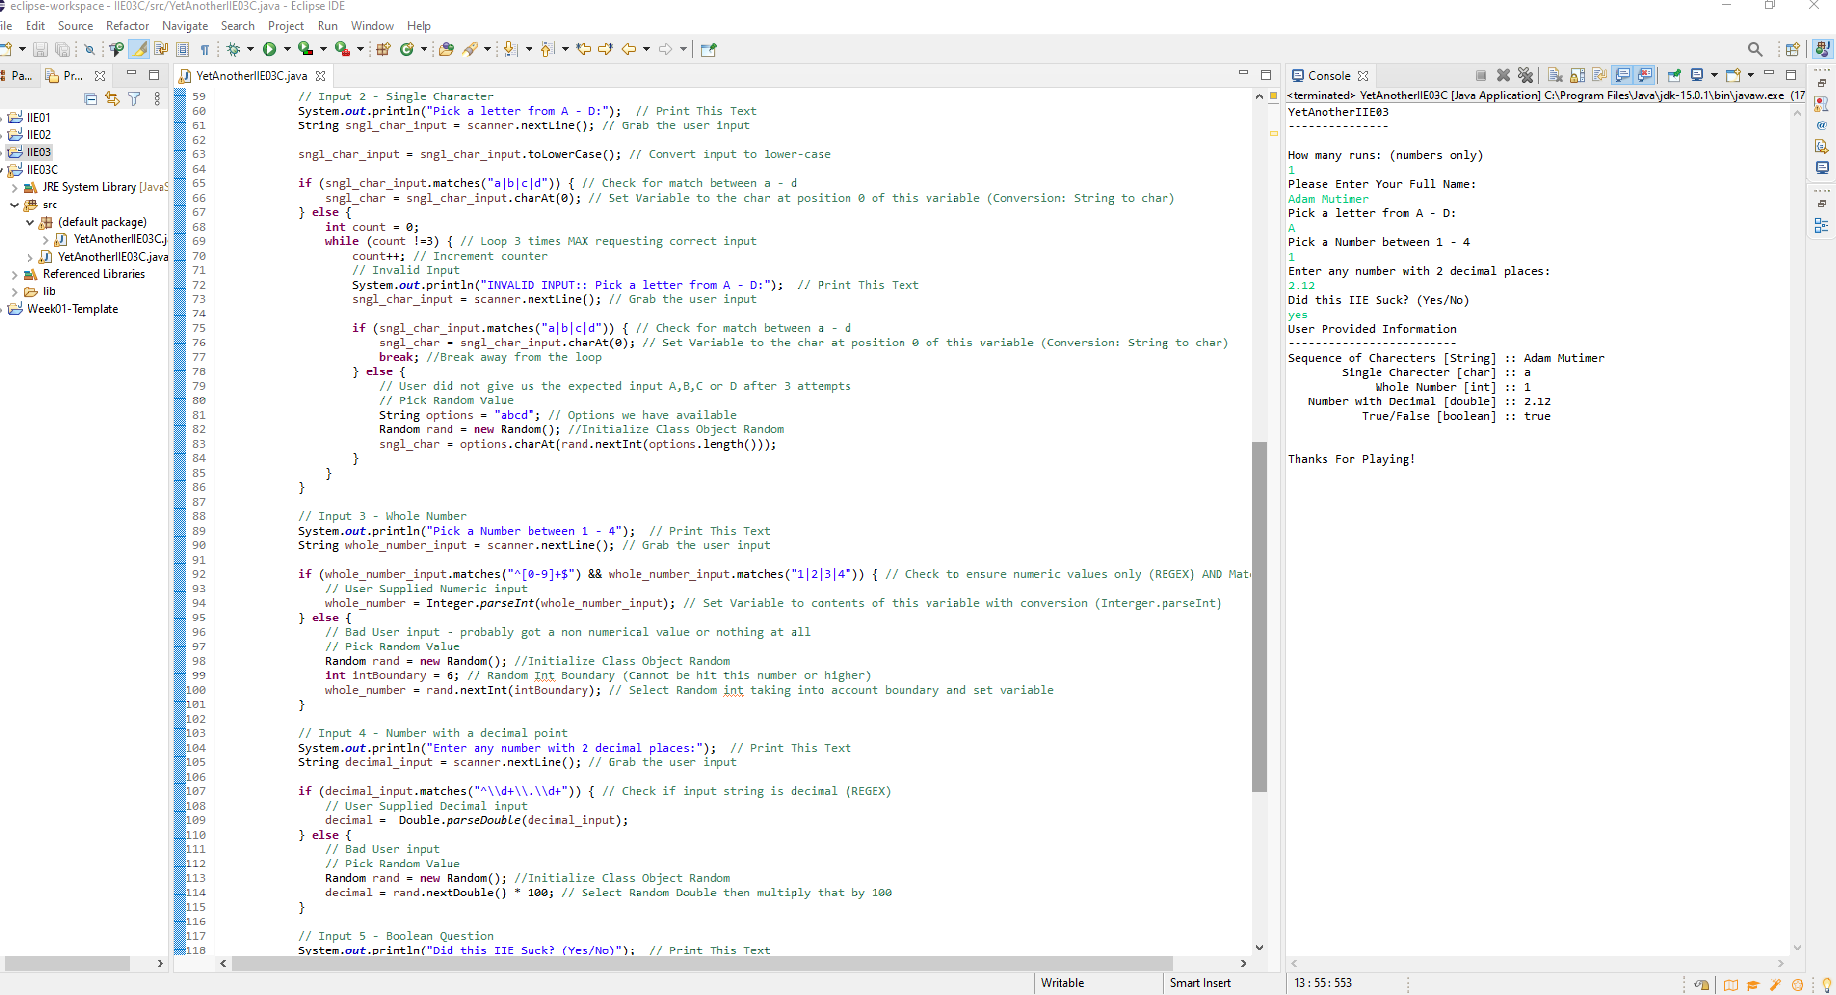 eclipse-workspace - IIE03C/src/YetAnotherIIE03C.java - Eclipse IDE
ile Edit Source Refactor Navigate Search Project Run Window Help
Pa... Pr...
IIE01
IIE02
IIE03
IIE03C
JRE System Library [JavaS
src
(default package)
YetAnotherIIE03C.j
YetAnotherIIE03C.java
Referenced Libraries
lib
Week01-Template
YetAnotherIIE03C.java
59 // Input 2 - Single Character
60 System.out.println("Pick a letter from A - D:"); // Print This Text
61 String sngl_char_input = scanner.nextLine(); // Grab the user input
62
63 sngl_char_input = sngl_char_input.toLowerCase(); // Convert input to lower-case
64
65 if (sngl_char_input.matches("a|b|c|d")) { // Check for match between a - d
66 sngl_char = sngl_char_input.charAt(0); // Set Variable to the char at position 0 of this variable (Conversion: String to char)
67 } else {
68 int count = 0;
69 while (count !=3) { // Loop 3 times MAX requesting correct input
70 count++; // Increment counter
71 // Invalid Input
72 System.out.println("INVALID INPUT:: Pick a letter from A - D:"); // Print This Text
73 sngl_char_input = scanner.nextLine(); // Grab the user input
74
75 if (sngl_char_input.matches("a|b|c|d")) { // Check for match between a - d
76 sngl_char = sngl_char_input.charAt(0); // Set Variable to the char at position 0 of this variable (Conversion: String to char)
77 break; //Break away from the loop
78 } else {
79 // User did not give us the expected input A,B,C or D after 3 attempts
80 // Pick Random Value
81 String options = "abcd"; // Options we have available
82 Random rand = new Random(); //Initialize Class Object Random
83 sngl_char = options.charAt(rand.nextInt(options.length()));
84 }
85 }
86 }
87
88 // Input 3 - Whole Number
89 System.out.println("Pick a Number between 1 - 4"); // Print This Text
90 String whole_number_input = scanner.nextLine(); // Grab the user input
91
92 if (whole_number_input.matches("^[0-9]+$") && whole_number_input.matches("1|2|3|4")) { // Check to ensure numeric values only (REGEX) AND Mat
93 // User Supplied Numeric input
94 whole_number = Integer.parseInt(whole_number_input); // Set Variable to contents of this variable with conversion (Interger.parseInt)
95 } else {
96 // Bad User input - probably got a non numerical value or nothing at all
97 // Pick Random Value
98 Random rand = new Random(); //Initialize Class Object Random
99 int intBoundary = 6; // Random Int Boundary (Cannot be hit this number or higher)
100 whole_number = rand.nextInt(intBoundary); // Select Random int taking into account boundary and set variable
101 }
102
103 // Input 4 - Number with a decimal point
104 System.out.println("Enter any number with 2 decimal places:"); // Print This Text
105 String decimal_input = scanner.nextLine(); // Grab the user input
106
107 if (decimal_input.matches("^\\d+\\.\\d+")) { // Check if input string is decimal (REGEX)
108 // User Supplied Decimal input
109 decimal = Double.parseDouble(decimal_input);
110 } else {
111 // Bad User input
112 // Pick Random Value
113 Random rand = new Random(); //Initialize Class Object Random
114 decimal = rand.nextDouble() * 100; // Select Random Double then multiply that by 100
115 }
116
117 // Input 5 - Boolean Question
118 System.out.println("Did this IIE Suck? (Yes/No)"); // Print This Text
Console
<terminated> YetAnotherIIE03C [Java Application] C:\Program Files\Java\jdk-15.0.1\bin\javaw.exe (17
YetAnotherIIE03
---------------
How many runs: (numbers only)
1
Please Enter Your Full Name:
Adam Mutimer
Pick a letter from A - D:
A
Pick a Number between 1 - 4
1
Enter any number with 2 decimal places:
2.12
Did this IIE Suck? (Yes/No)
yes
User Provided Information
-------------------------
Sequence of Charecters [String] :: Adam Mutimer
Single Charecter [char] :: a
Whole Number [int] :: 1
Number with Decimal [double] :: 2.12
True/False [boolean] :: true
Thanks For Playing!
Writable Smart Insert 13 : 55 : 553